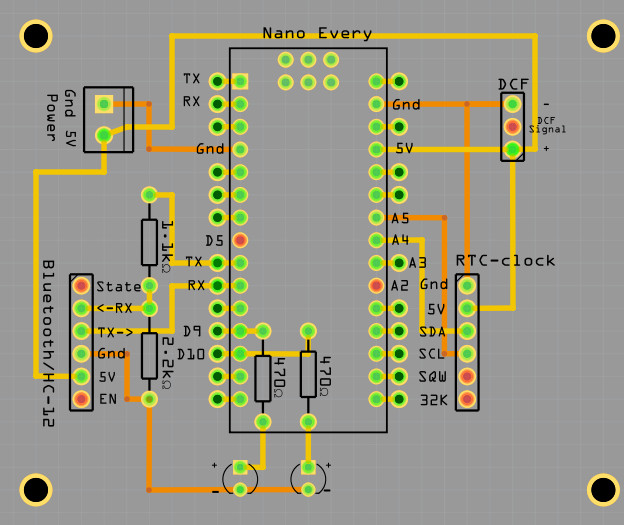 Nano Every
DCF
-
DCF
Signal
+
Gnd 5V
Power
TX
RX
Gnd
D5
TX
RX
D9
D10
Gnd
5V
A5
A4
A3
A2
RTC-clock
Gnd
5V
SDA
SCL
SQW
32K
Bluetooth/HC-12
State
<-RX
TX->
Gnd
5V
EN
1.1kΩ
2.2kΩ
470Ω
470Ω
+
-
+
-